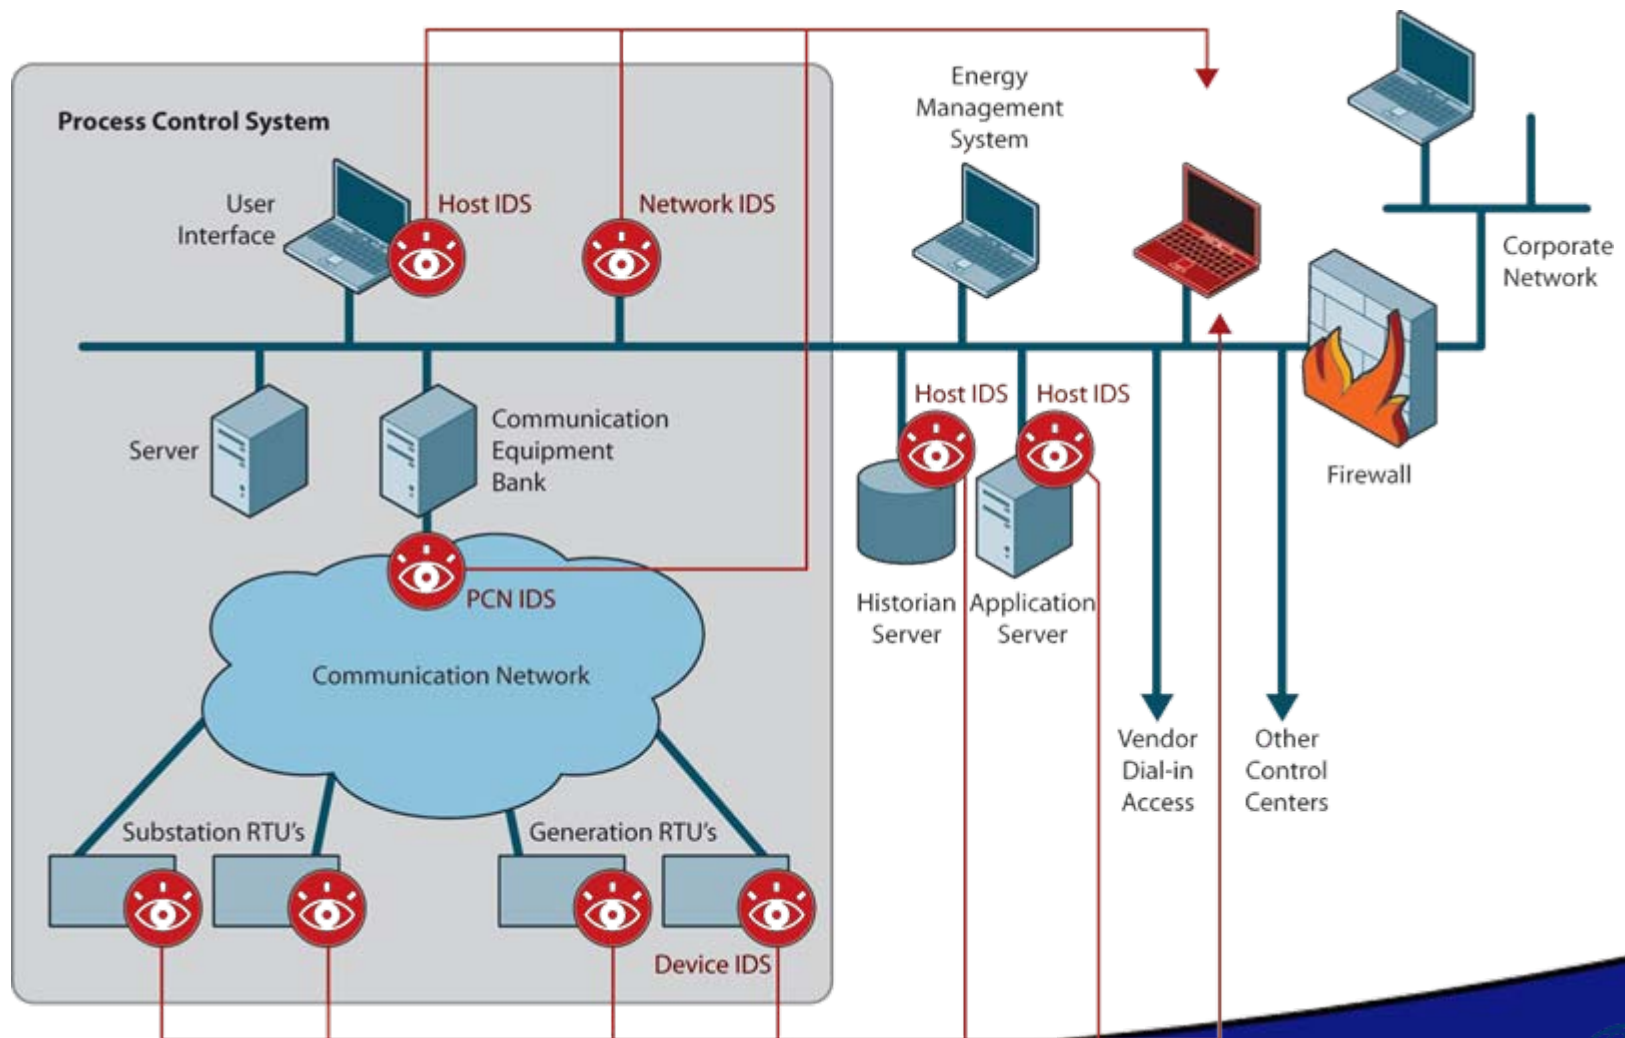 Process Control System
User
Interface
Host IDS
Network IDS
Energy
Management
System
Corporate
Network
Server
Communication
Equipment
Bank
Host IDS
Host IDS
Firewall
PCN IDS
Historian
Server
Application
Server
Communication Network
Vendor
Dial-in
Access
Other
Control
Centers
Substation RTU's
Generation RTU's
Device IDS